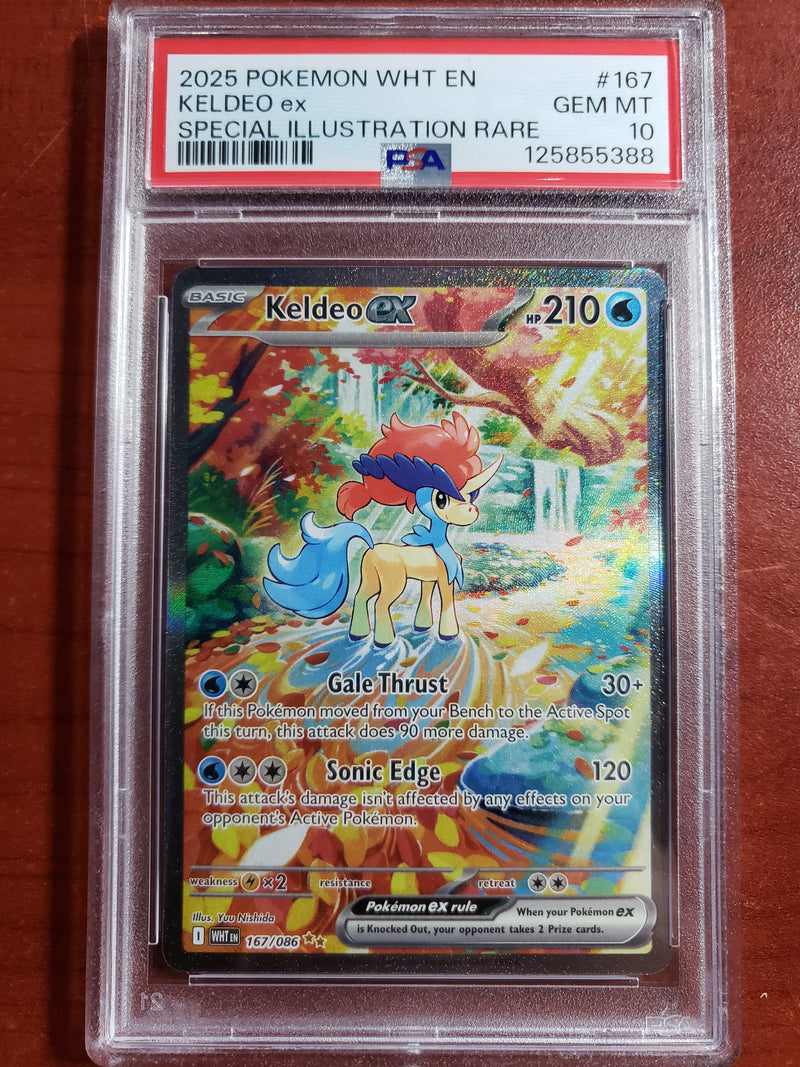 2025 POKEMON WHT EN #167
KELDEO ex GEM MT
SPECIAL ILLUSTRATION RARE 10
PSA 125855388
BASIC Keldeo ex HP 210
Gale Thrust 30+
If this Pokémon moved from your Bench to the Active Spot
this turn, this attack does 90 more damage.
Sonic Edge 120
This attack's damage isn't affected by any effects on your
opponent's Active Pokémon.
weakness ×2 resistance retreat
Illus. Yuu Nishida
Pokémon ex rule When your Pokémon ex
is Knocked Out, your opponent takes 2 Prize cards.
I WHT EN 167/086